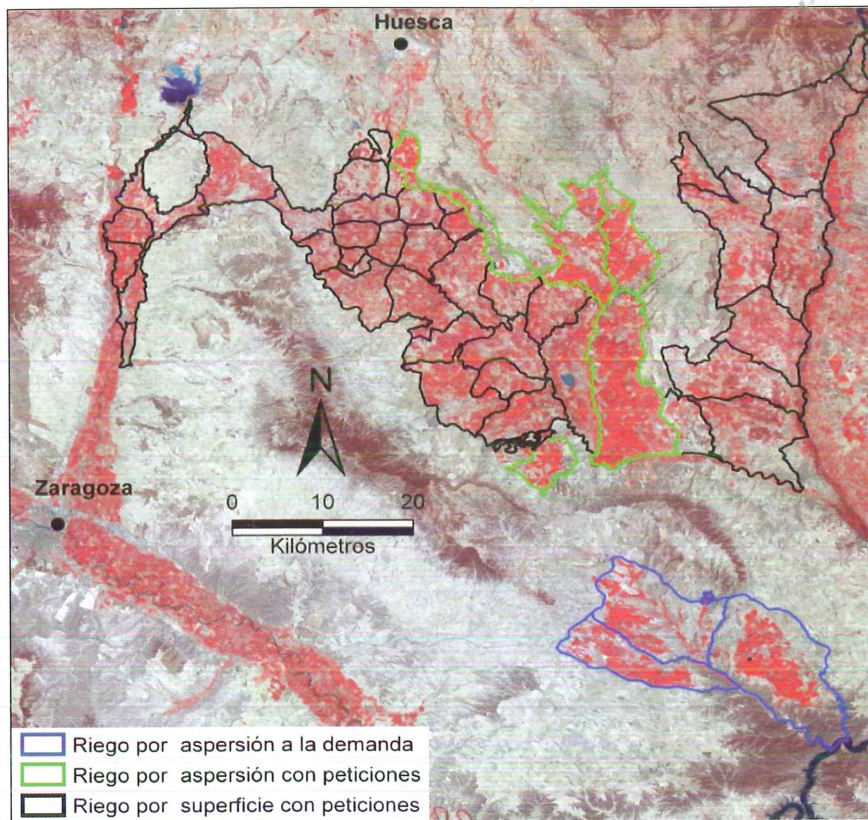 Huesca
N
Zaragoza
0 10 20
Kilómetros
Riego por aspersión a la demanda
Riego por aspersión con peticiones
Riego por superficie con peticiones